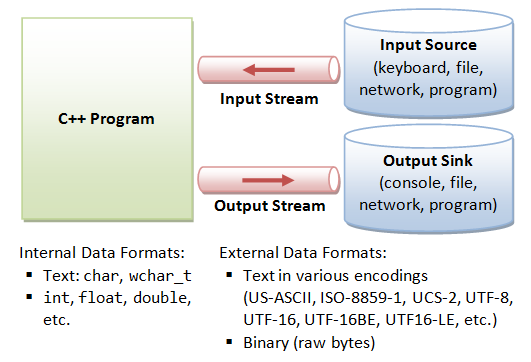 C++ Program
Input Stream
Input Source
(keyboard, file,
network, program)
Output Stream
Output Sink
(console, file,
network, program)
Internal Data Formats:
▪ Text: char, wchar_t
▪ int, float, double,
etc.
External Data Formats:
▪ Text in various encodings
(US-ASCII, ISO-8859-1, UCS-2, UTF-8,
UTF-16, UTF-16BE, UTF16-LE, etc.)
▪ Binary (raw bytes)